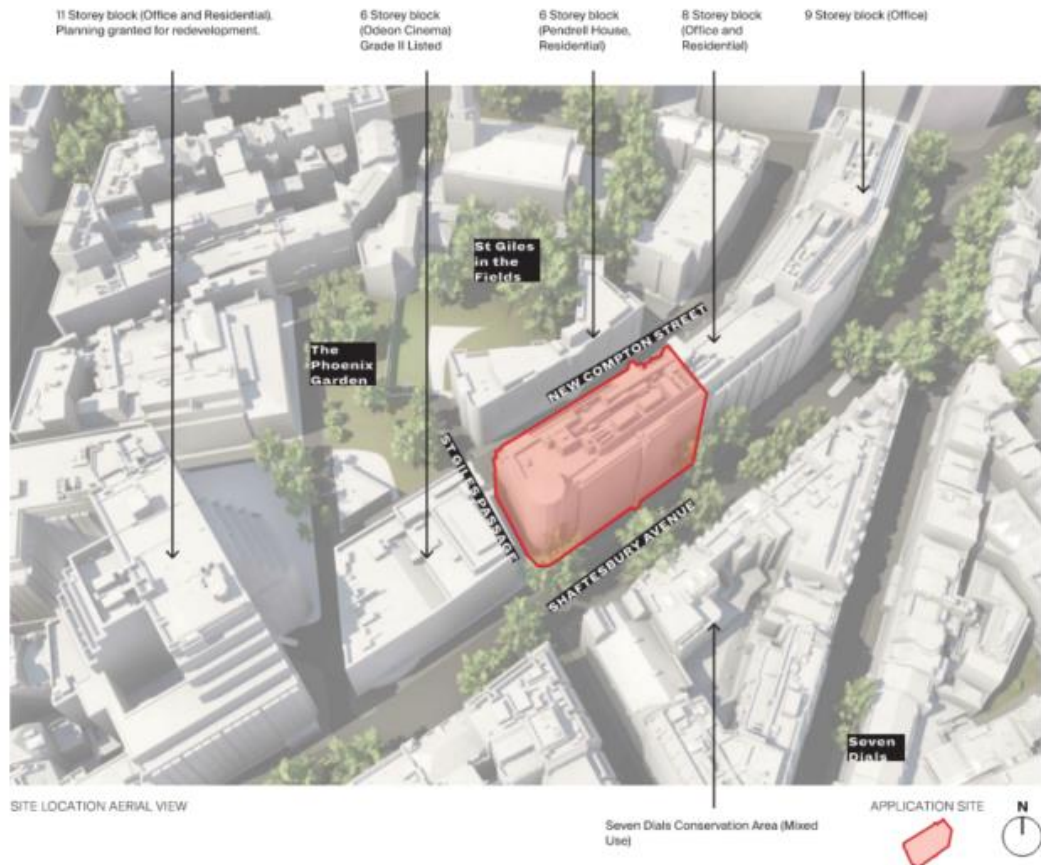 11 Storey block (Office and Residential).
Planning granted for redevelopment.
6 Storey block
(Odeon Cinema)
Grade II Listed
6 Storey block
(Pendrell House,
Residential)
8 Storey block
(Office and
Residential)
9 Storey block (Office)
St Giles
in the
Fields
The
Phoenix
Garden
NEW COMPTON STREET
ST GILES PASSAGE
SHAFTESBURY AVENUE
Seven
Dials
SITE LOCATION AERIAL VIEW
Seven Dials Conservation Area (Mixed
Use)
APPLICATION SITE
N